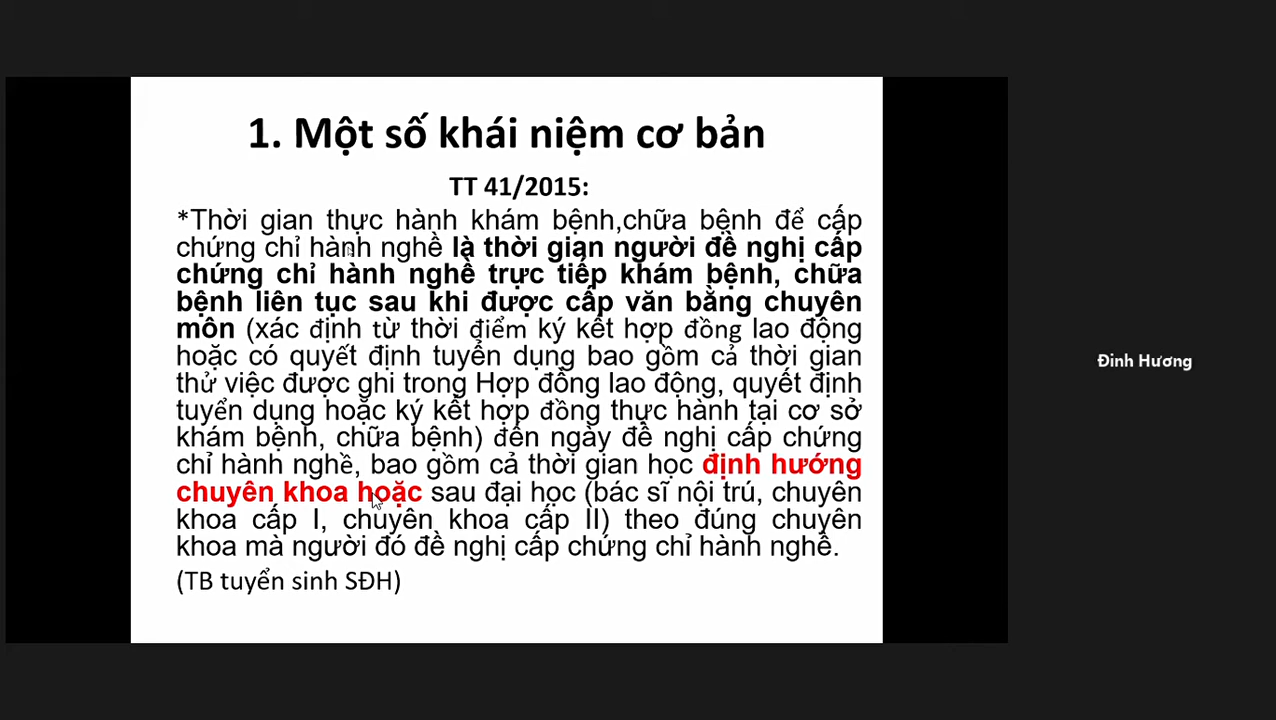 1. Một số khái niệm cơ bản
TT 41/2015:
*Thời gian thực hành khám bệnh,chữa bệnh để cấp
chứng chỉ hành nghề là thời gian người đề nghị cấp
chứng chỉ hành nghề trực tiếp khám bệnh, chữa
bệnh liên tục sau khi được cấp văn bằng chuyên
môn (xác định từ thời điểm ký kết hợp đồng lao động
hoặc có quyết định tuyển dụng bao gồm cả thời gian
thử việc được ghi trong Hợp đồng lao động, quyết định
tuyển dụng hoặc ký kết hợp đồng thực hành tại cơ sở
khám bệnh, chữa bệnh) đến ngày đề nghị cấp chứng
chỉ hành nghề, bao gồm cả thời gian học định hướng
chuyên khoa hoặc sau đại học (bác sĩ nội trú, chuyên
khoa cấp I, chuyên khoa cấp II) theo đúng chuyên
khoa mà người đó đề nghị cấp chứng chỉ hành nghề.
(TB tuyển sinh SĐH)
Đinh Hương